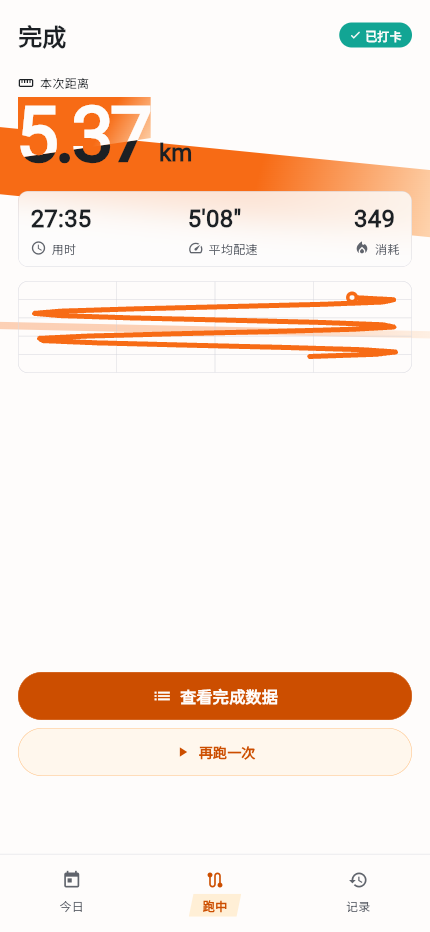 完成
已打卡
本次距离
5.37 km
27:35 5'08" 349
用时 平均配速 消耗
查看完成数据
再跑一次
今日 跑中 记录